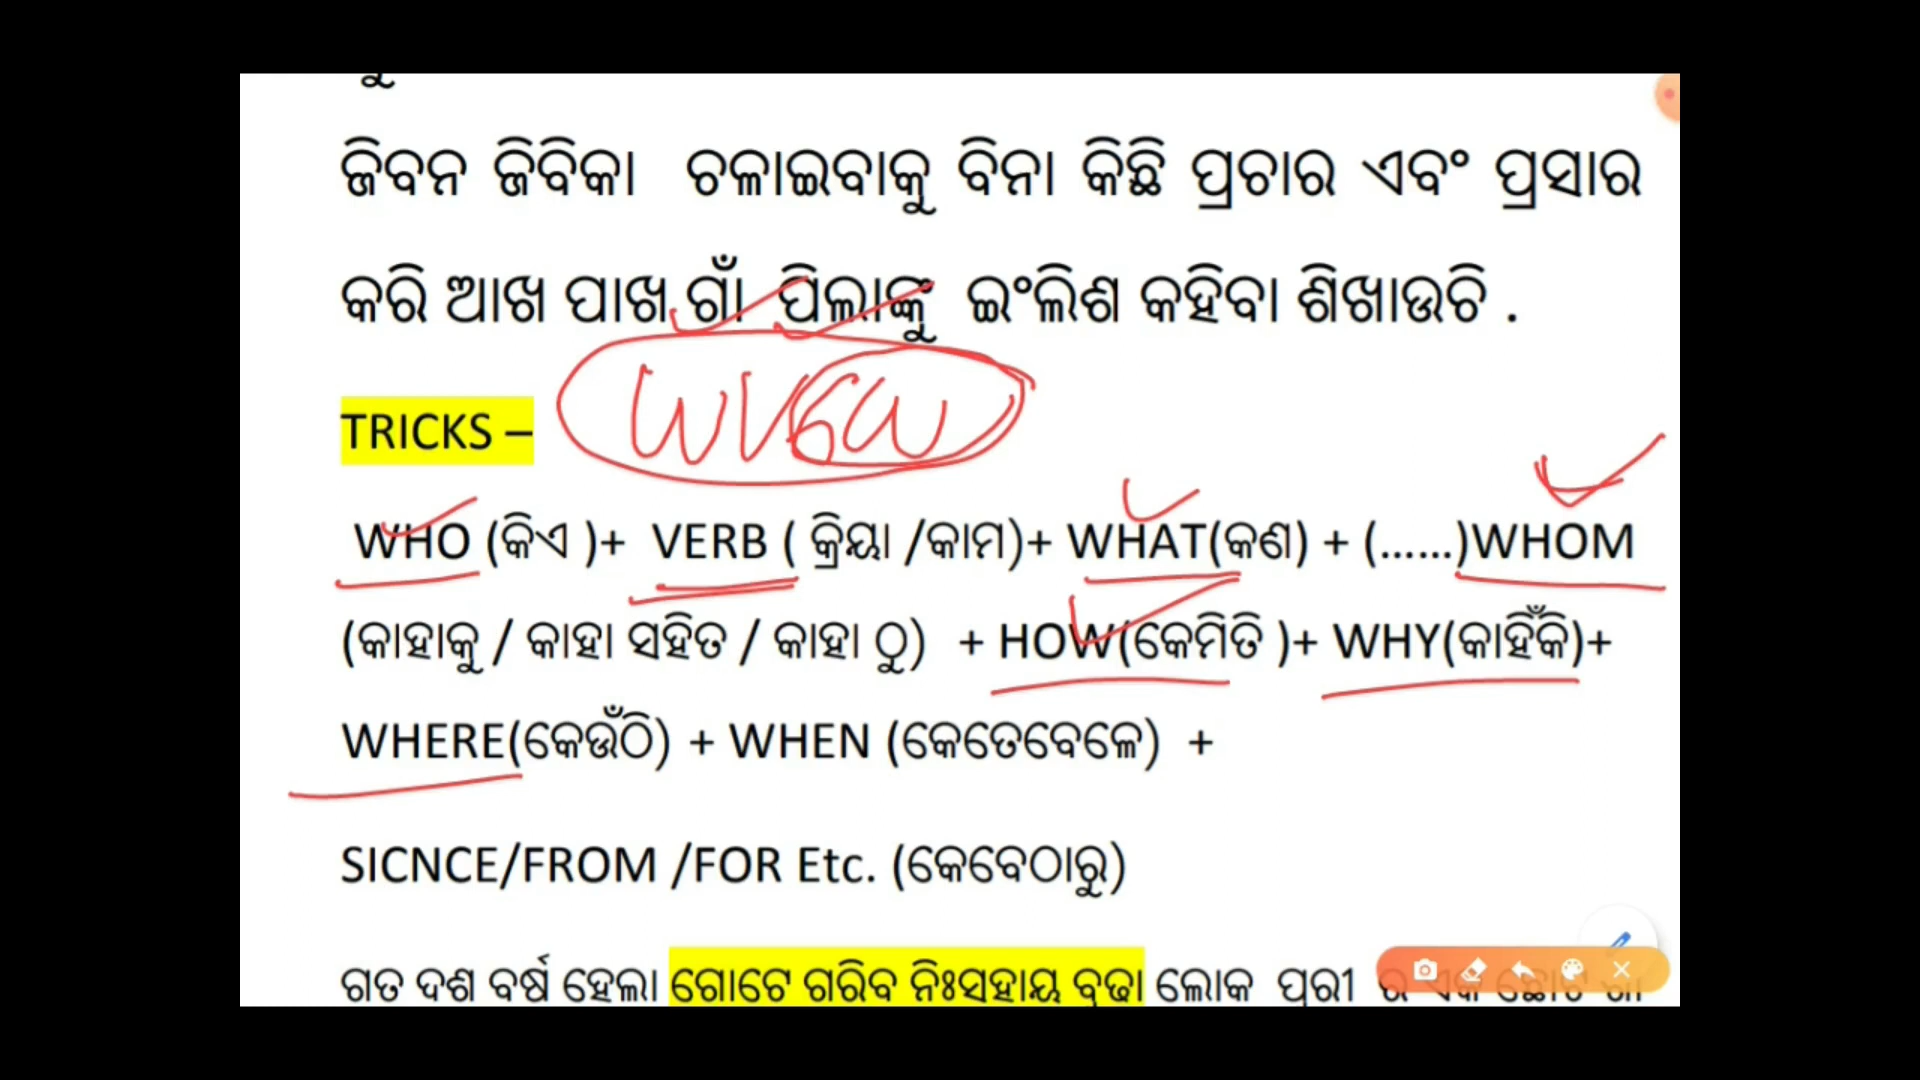 ଜିବନ ଜିବିକା ଚଳାଇବାକୁ ବିନା କିଛି ପ୍ରଚାର ଏବଂ ପ୍ରସାର
କରି ଆଖ ପାଖ ଗାଁ ପିଲାଙ୍କୁ ଇଂଲିଶ କହିବା ଶିଖାଉଚି .
TRICKS –
WHO (କିଏ )+ VERB ( କ୍ରିୟା /କାମ)+ WHAT(କଣ) + (......)WHOM
(କାହାକୁ / କାହା ସହିତ / କାହା ଠୁ) + HOW(କେମିତି )+ WHY(କାହିଁକି)+
WHERE(କେଉଁଠି) + WHEN (କେତେବେଳେ) +
SICNCE/FROM /FOR Etc. (କେବେଠାରୁ)
ଗତ ଦଶ ବର୍ଷ ହେଲା ଗୋଟେ ଗରିବ ନିଃସହାୟ ବୃଢା ଲୋକ ପୁରୀ ର ଏକ ଛୋଟ ଗାଁ